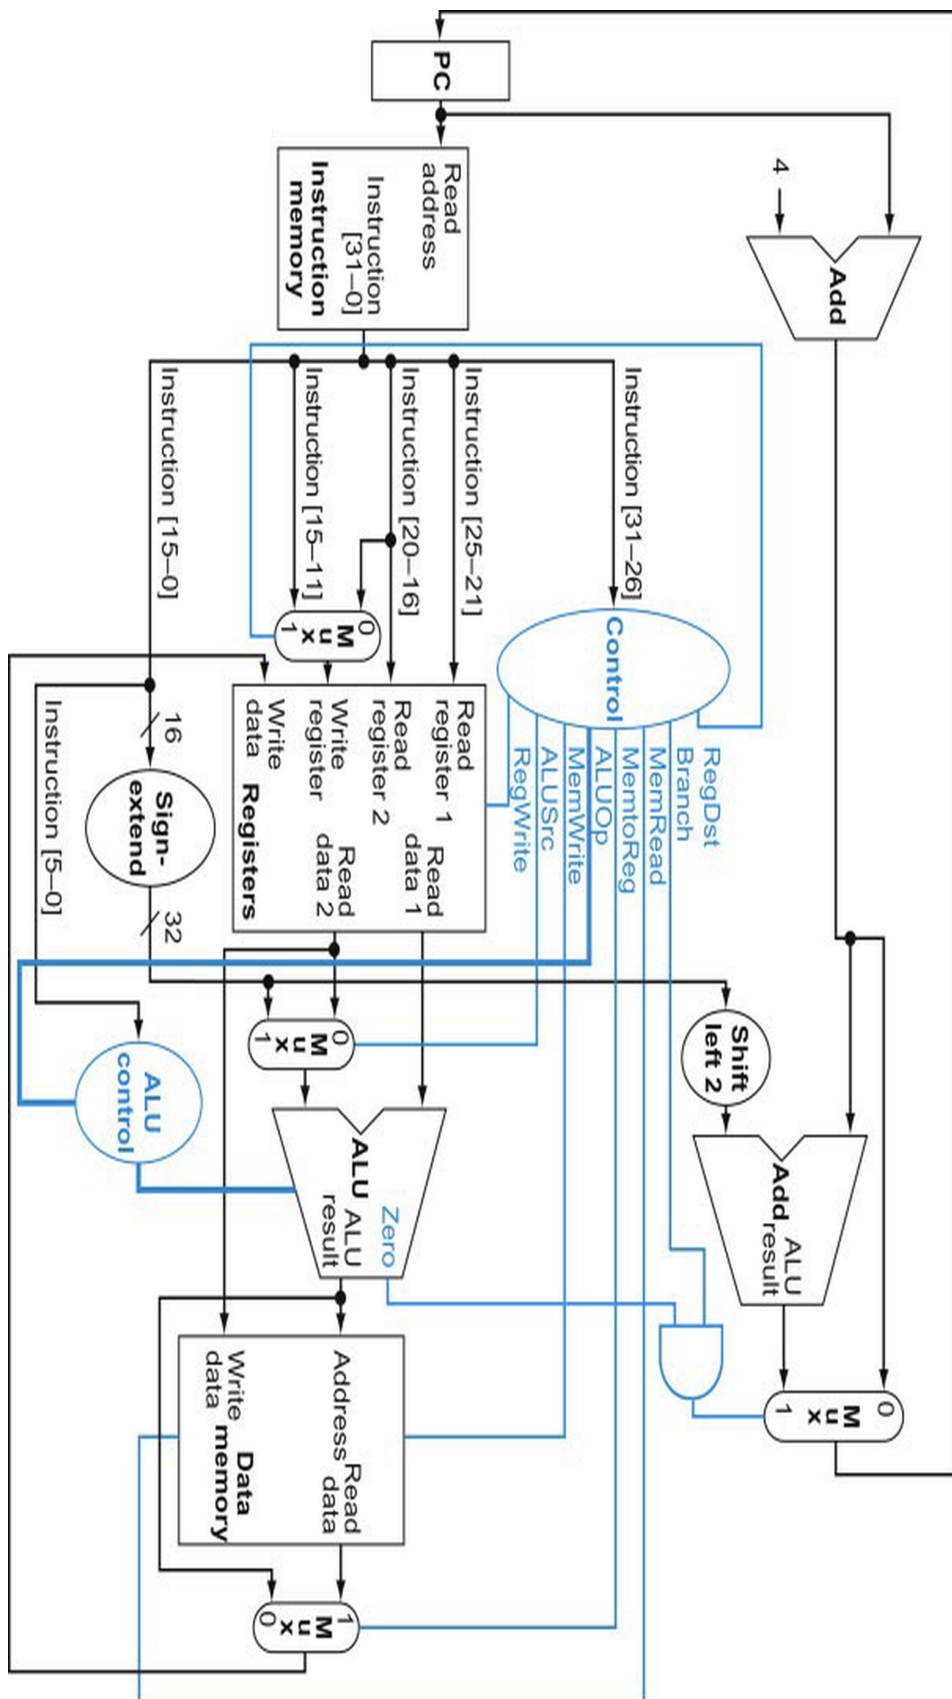 PC
4
Add
Read
address
Instruction
[31–0]
Instruction
memory
Instruction [31–26]
Instruction [25–21]
Instruction [20–16]
Instruction [15–11]
Instruction [15–0]
Instruction [5–0]
0
M
u
x
1
Control
RegDst
Branch
MemRead
MemtoReg
ALUOp
MemWrite
ALUSrc
RegWrite
Read
register 1
Read
register 2
Write
register
Write
data
Read
data 1
Read
data 2
Registers
16
Sign-
extend
32
0
M
u
x
1
Shift
left 2
ALU
control
Zero
ALU
ALU
result
Add
ALU
result
0
M
u
x
1
Address
Read
data
Write
data
Data
memory
1
M
u
x
0